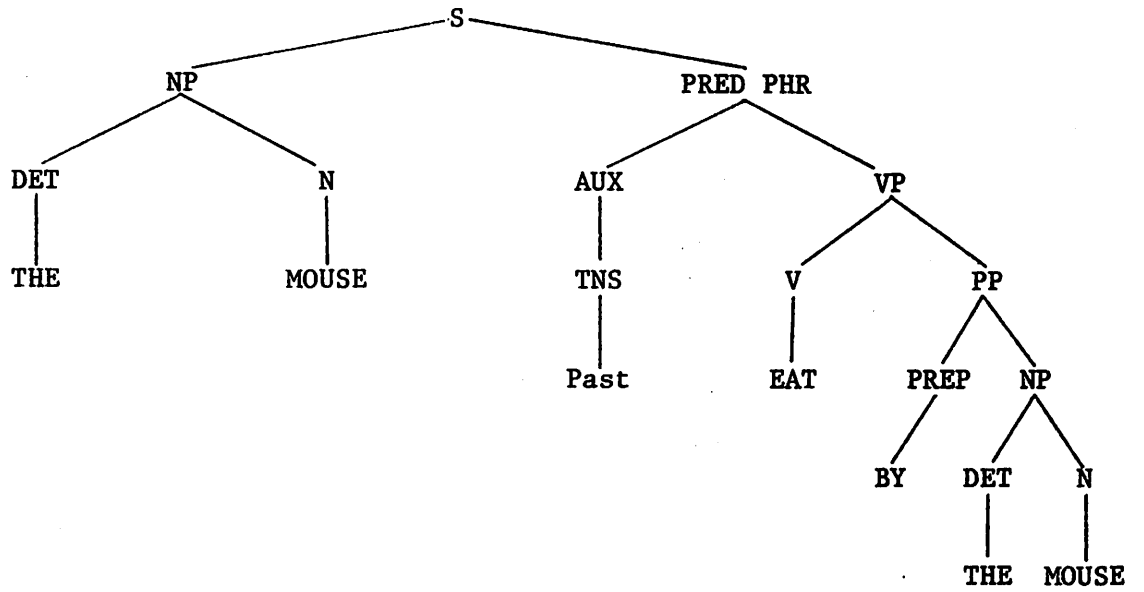 S
NP PRED PHR
DET N AUX VP
THE MOUSE TNS V PP
Past EAT PREP NP
BY DET N
THE MOUSE